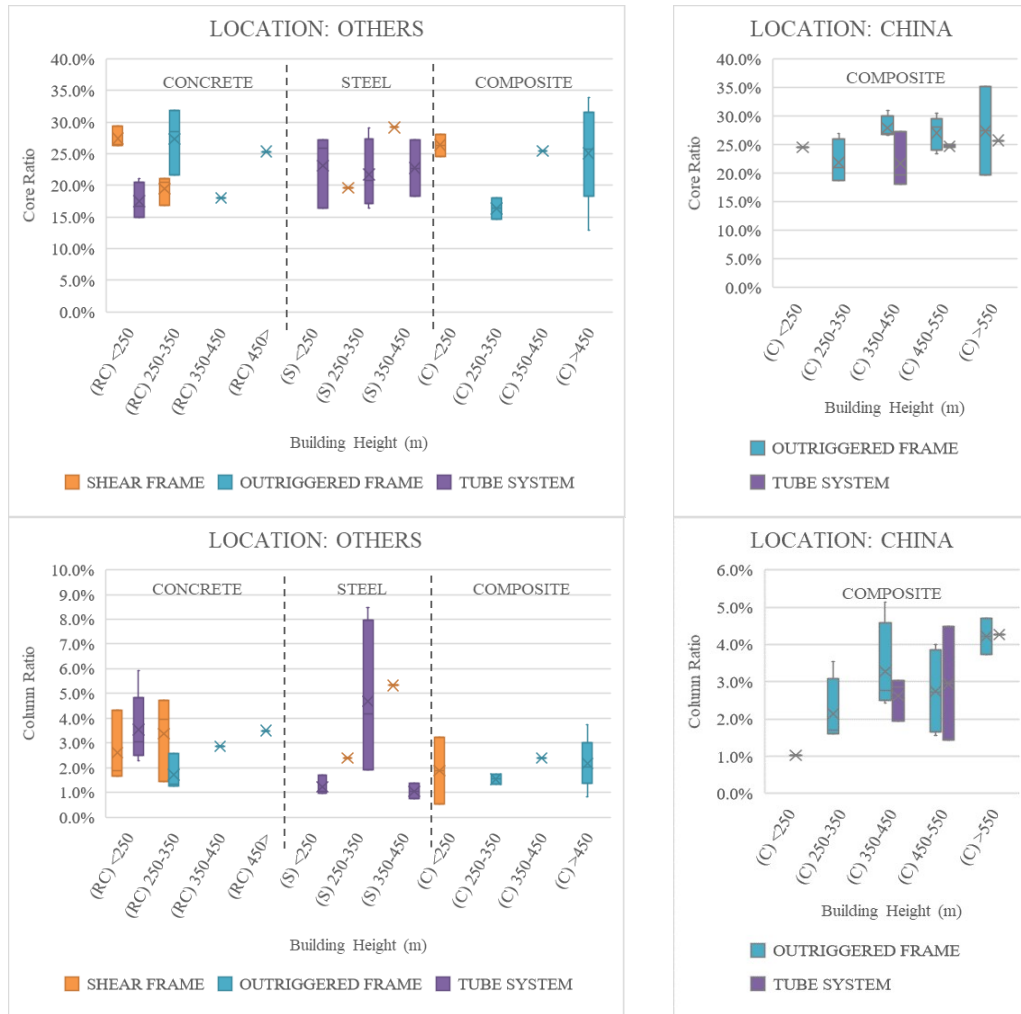 LOCATION: OTHERS
CONCRETE STEEL COMPOSITE
Core Ratio
40.0%
35.0%
30.0%
25.0%
20.0%
15.0%
10.0%
5.0%
0.0%
(RC) <250
(RC) 250-350
(RC) 350-450
(RC) 450>
(S) <250
(S) 250-350
(S) 350-450
(C) <250
(C) 250-350
(C) 350-450
(C) >450
Building Height (m)
SHEAR FRAME OUTRIGGERED FRAME TUBE SYSTEM
LOCATION: CHINA
COMPOSITE
Core Ratio
40.0%
35.0%
30.0%
25.0%
20.0%
15.0%
10.0%
5.0%
0.0%
(C) <250
(C) 250-350
(C) 350-450
(C) 450-550
(C) >550
Building Height (m)
OUTRIGGERED FRAME
TUBE SYSTEM
LOCATION: OTHERS
CONCRETE STEEL COMPOSITE
Column Ratio
10.0%
9.0%
8.0%
7.0%
6.0%
5.0%
4.0%
3.0%
2.0%
1.0%
0.0%
(RC) <250
(RC) 250-350
(RC) 350-450
(RC) 450>
(S) <250
(S) 250-350
(S) 350-450
(C) <250
(C) 250-350
(C) 350-450
(C) >450
Building Height (m)
SHEAR FRAME OUTRIGGERED FRAME TUBE SYSTEM
LOCATION: CHINA
COMPOSITE
Column Ratio
6.0%
5.0%
4.0%
3.0%
2.0%
1.0%
0.0%
(C) <250
(C) 250-350
(C) 350-450
(C) 450-550
(C) >550
Building Height (m)
OUTRIGGERED FRAME
TUBE SYSTEM